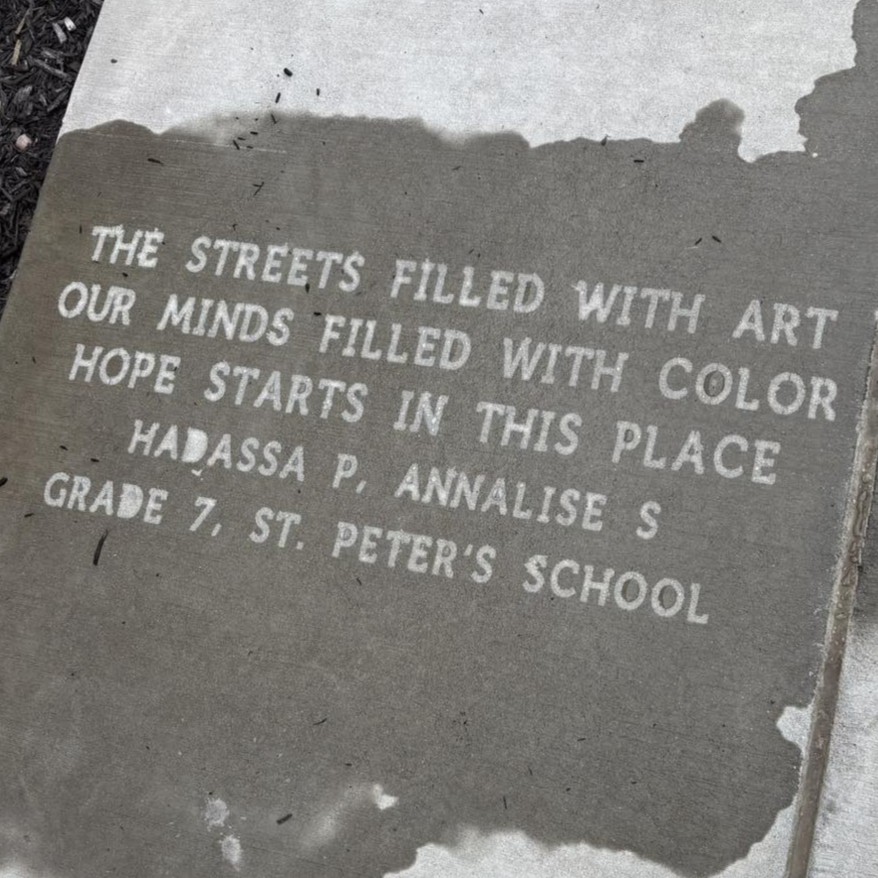 THE STREETS FILLED WITH ART
OUR MINDS FILLED WITH COLOR
HOPE STARTS IN THIS PLACE
HADASSA P, ANNALISE S
GRADE 7, ST. PETER'S SCHOOL